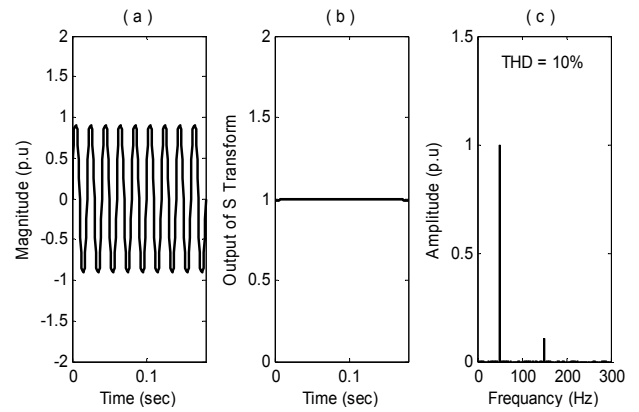 ( a )
2
1.5
1
0.5
0
-0.5
-1
-1.5
-2
0
0.1
Time (sec)
Magnitude (p.u)
( b )
2
1.5
1
0.5
0
0
0.1
Time (sec)
Output of S Transform
( c )
THD = 10%
1.5
1
0.5
0
0
100
200
300
Frequancy (Hz)
Amplitude (p.u)